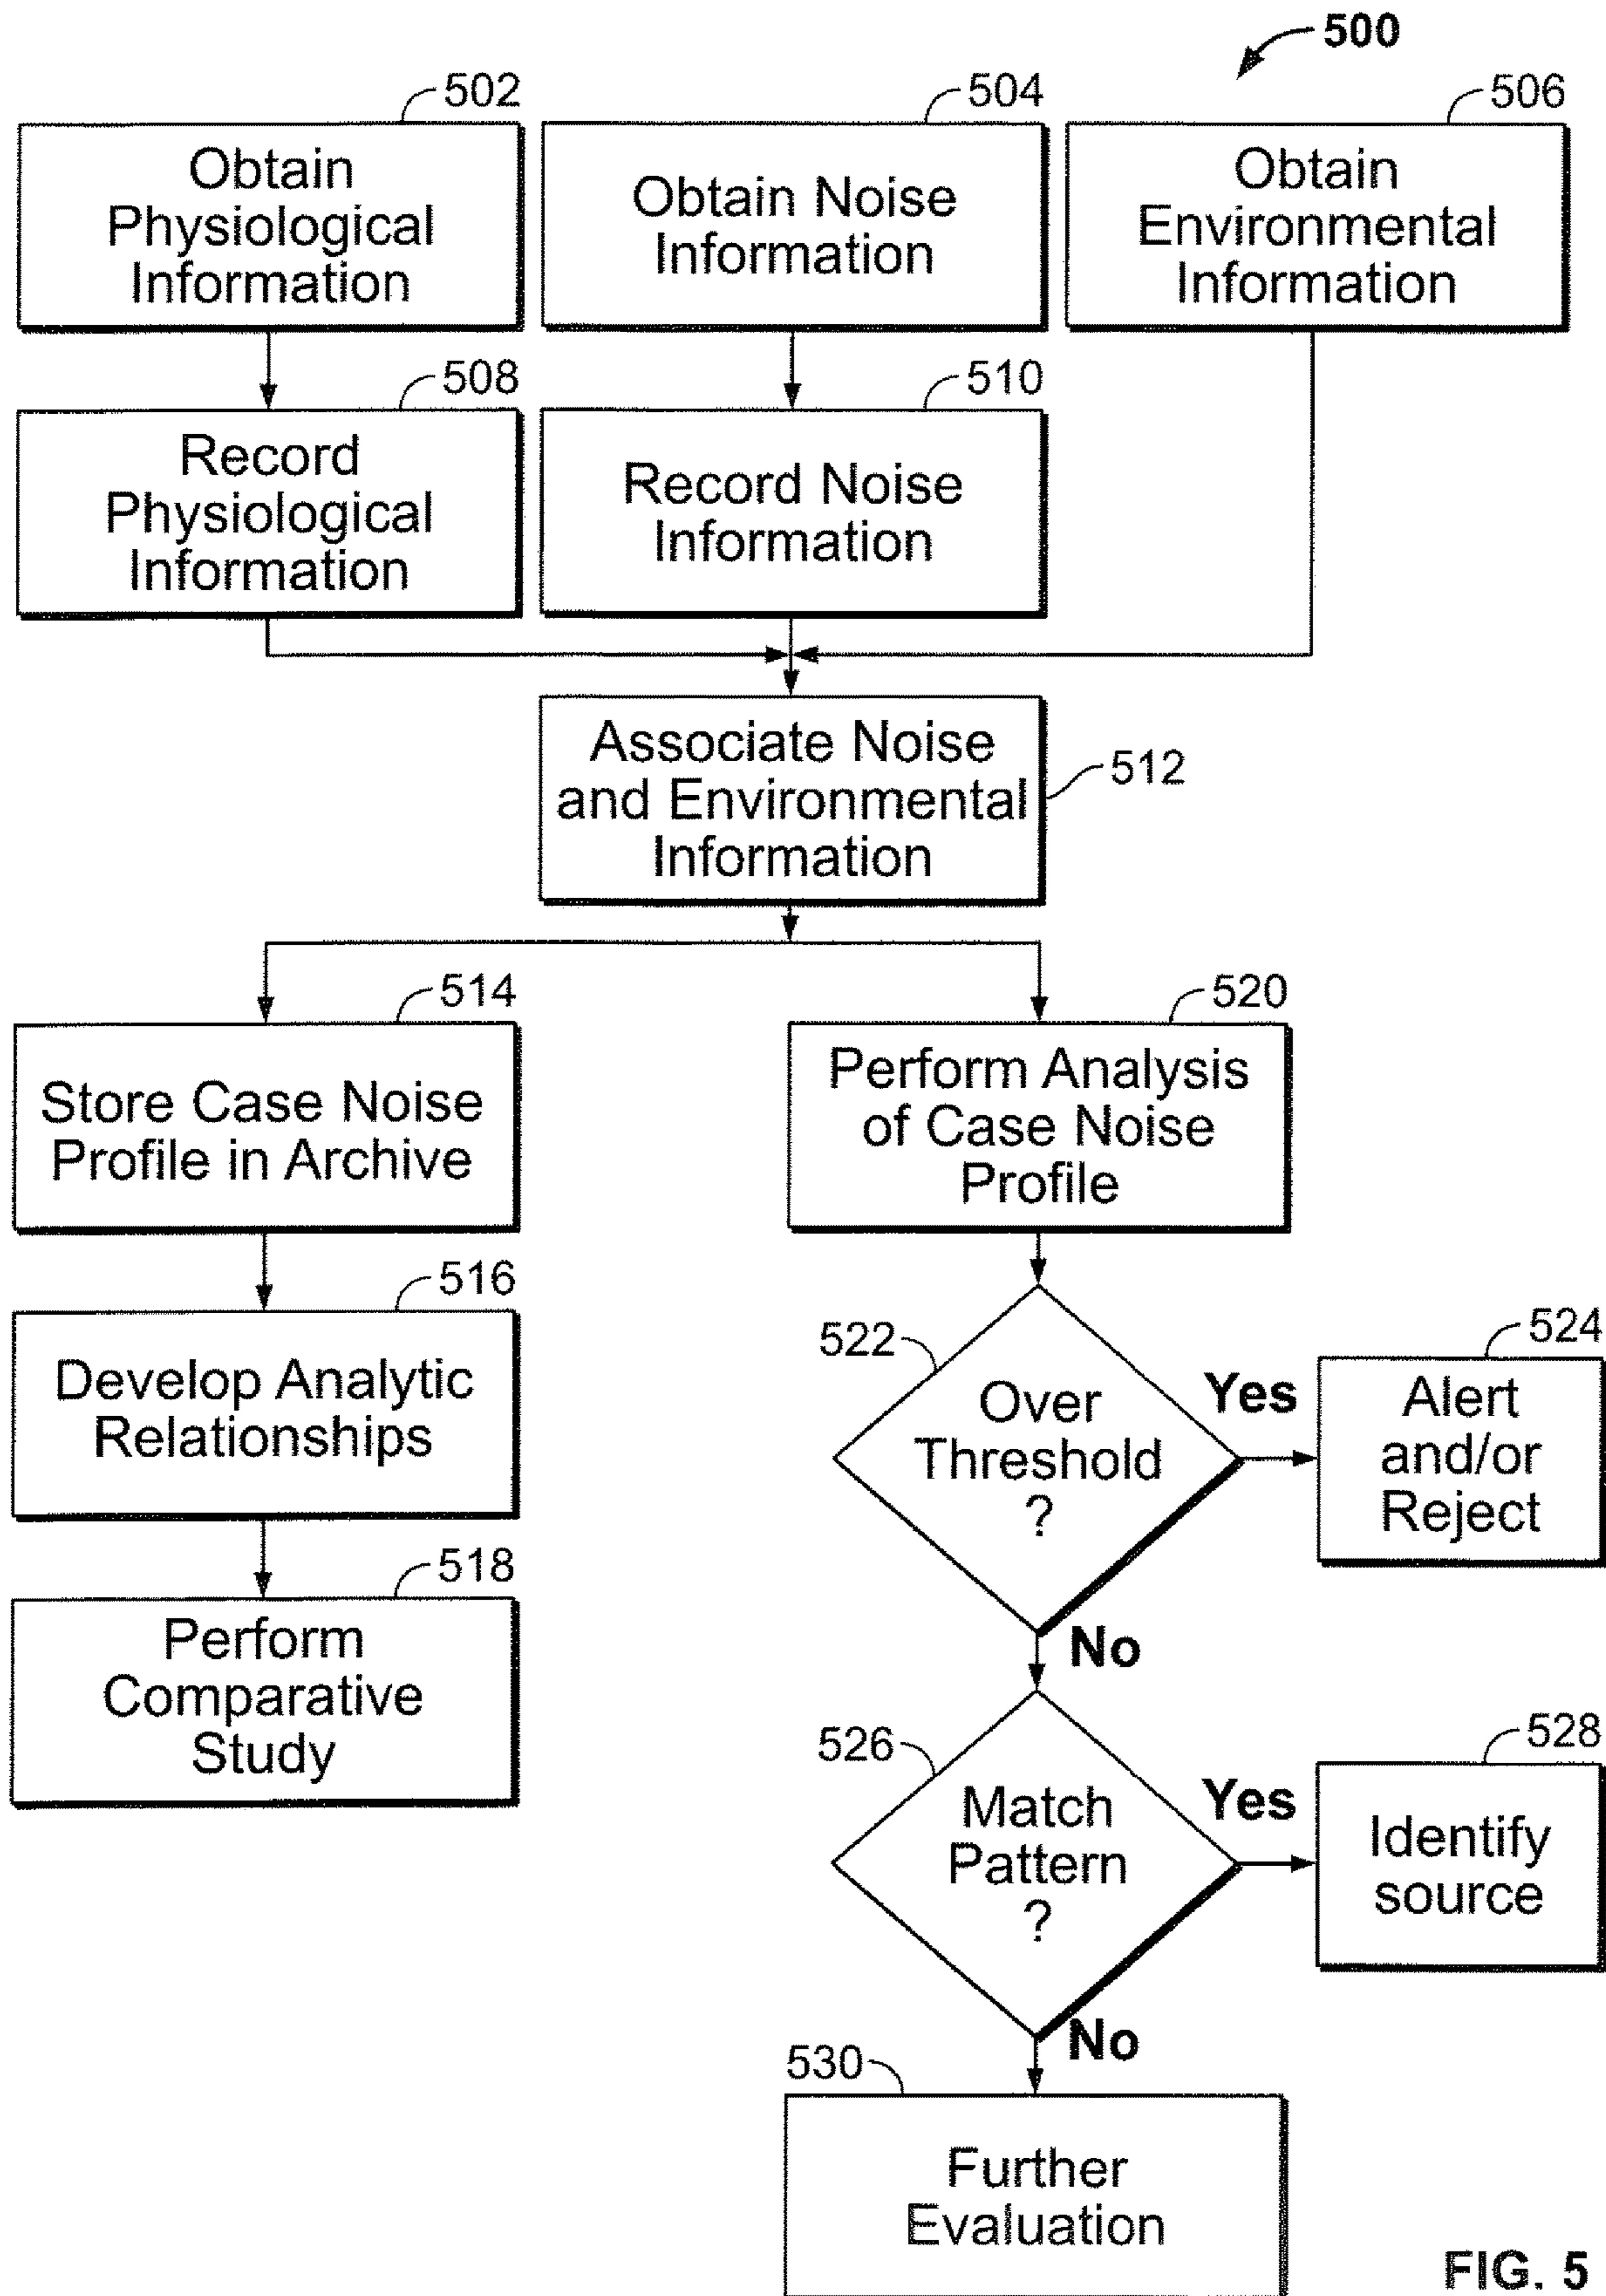 500
502
504
506
Obtain
Physiological
Information
Obtain Noise
Information
Obtain
Environmental
Information
508
510
Record
Physiological
Information
Record Noise
Information
Associate Noise
and Environmental
Information
512
514
520
Store Case Noise
Profile in Archive
Perform Analysis
of Case Noise
Profile
516
Develop Analytic
Relationships
522
Over
Threshold
?
Yes
524
Alert
and/or
Reject
518
Perform
Comparative
Study
No
526
Match
Pattern
?
Yes
528
Identify
source
No
530
Further
Evaluation
FIG. 5